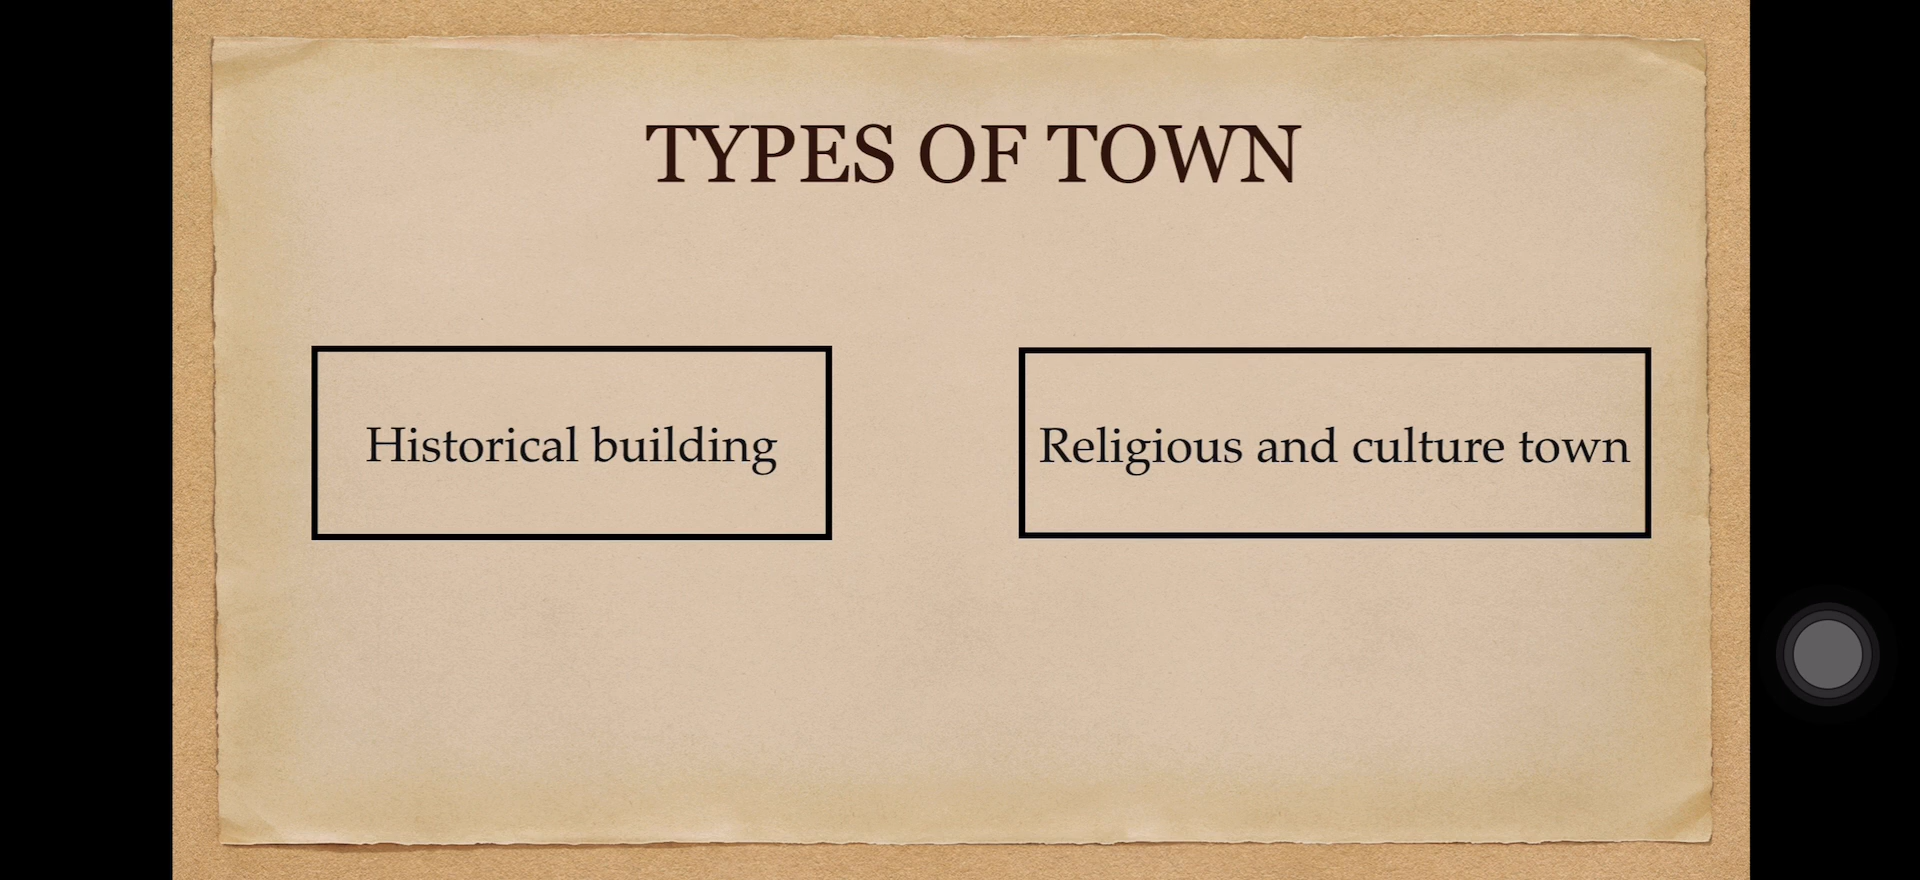 TYPES OF TOWN
Historical building
Religious and culture town